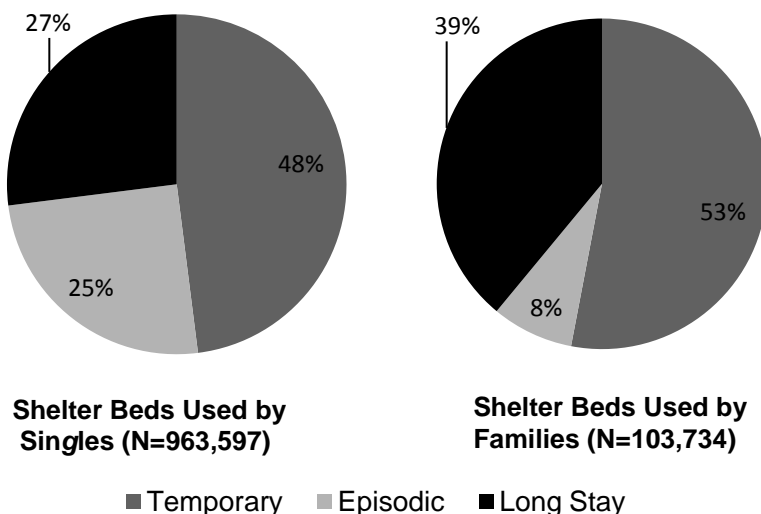 27%
48%
25%
39%
53%
8%
Shelter Beds Used by
Singles (N=963,597)
Shelter Beds Used by
Families (N=103,734)
Temporary Episodic Long Stay